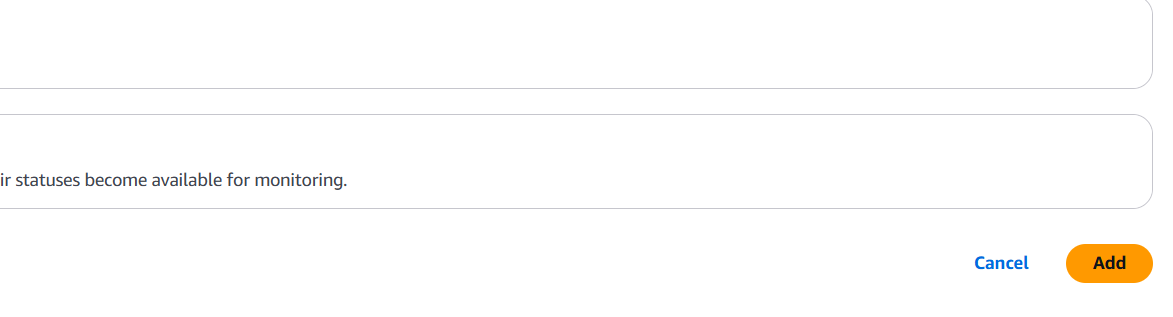 ir statuses become available for monitoring.
Cancel
Add